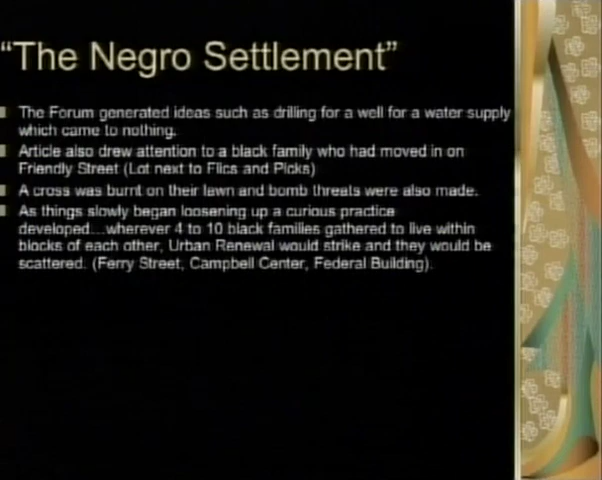 “The Negro Settlement”
The Forum generated ideas such as drilling for a well for a water supply
which came to nothing.
Article also drew attention to a black family who had moved in on
Friendly Street (Lot next to Flics and Picks)
A cross was burnt on their lawn and bomb threats were also made.
As things slowly began loosening up a curious practice
developed...wherever 4 to 10 black families gathered to live within
blocks of each other, Urban Renewal would strike and they would be
scattered. (Ferry Street, Campbell Center, Federal Building).